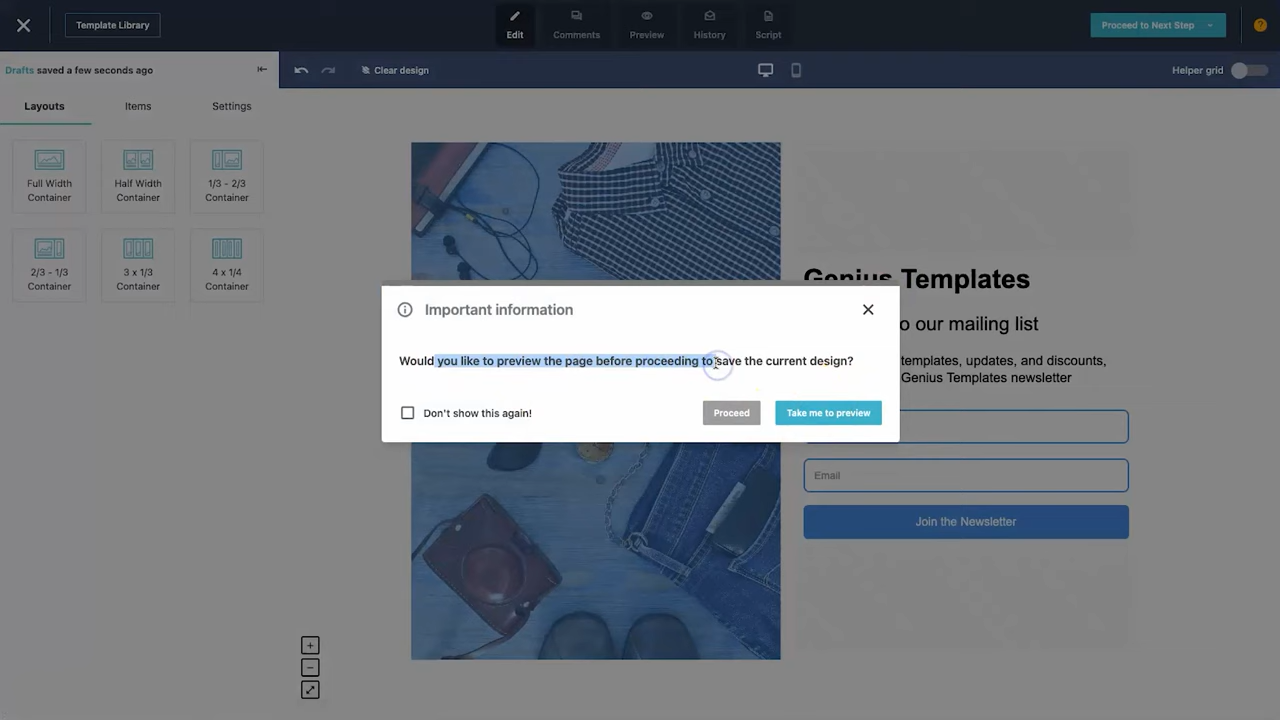 Template Library
Edit
Comments
Preview
History
Script
Proceed to Next Step
?
Drafts saved a few seconds ago
Clear design
Helper grid
Layouts
Items
Settings
Full Width
Container
Half Width
Container
1/3 - 2/3
Container
2/3 - 1/3
Container
3 x 1/3
Container
4 x 1/4
Container
Genius Templates
o our mailing list
templates, updates, and discounts,
Genius Templates newsletter
Important information
Would you like to preview the page before proceeding to save the current design?
Don't show this again!
Proceed
Take me to preview
Email
Join the Newsletter